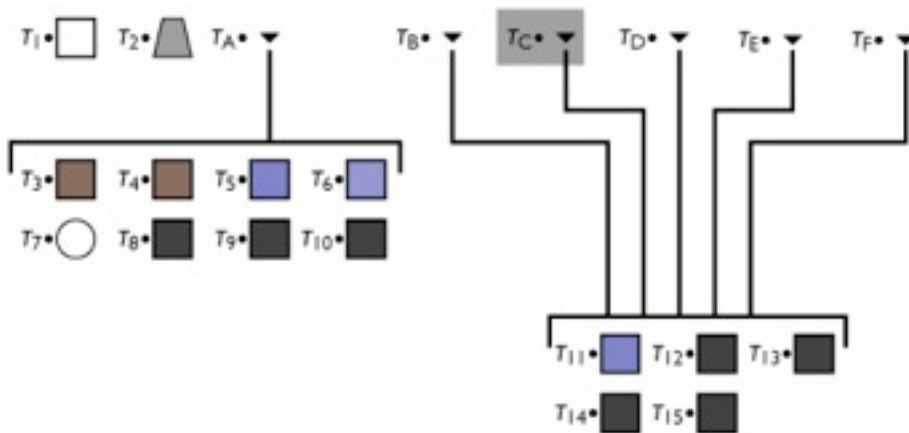 T1• T2• TA• TB• TC• TD• TE• TF•
T3• T4• T5• T6•
T7• T8• T9• T10•
T11• T12• T13•
T14• T15•